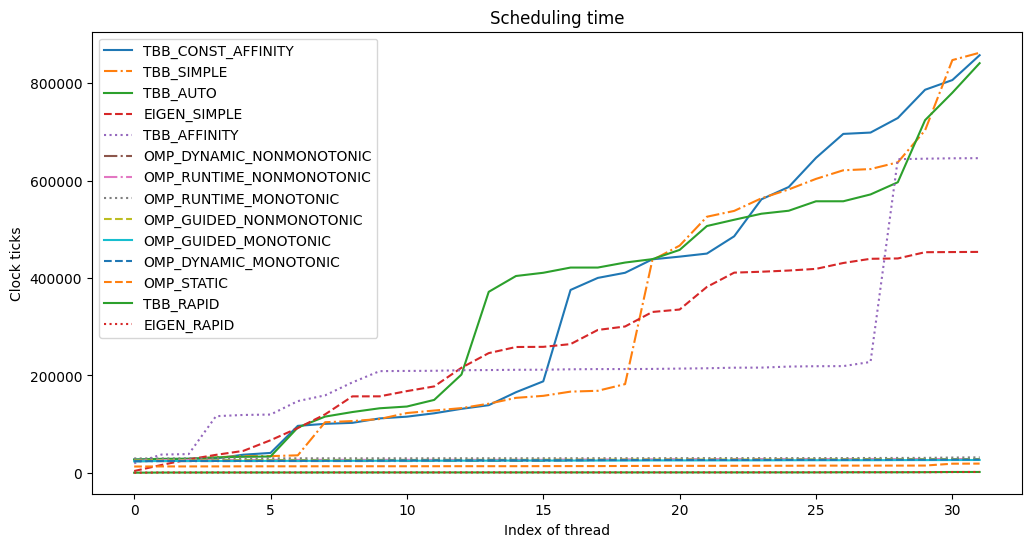 Scheduling time
TBB_CONST_AFFINITY
TBB_SIMPLE
TBB_AUTO
EIGEN_SIMPLE
TBB_AFFINITY
OMP_DYNAMIC_NONMONOTONIC
OMP_RUNTIME_NONMONOTONIC
OMP_RUNTIME_MONOTONIC
OMP_GUIDED_NONMONOTONIC
OMP_GUIDED_MONOTONIC
OMP_DYNAMIC_MONOTONIC
OMP_STATIC
TBB_RAPID
EIGEN_RAPID
Clock ticks
800000
600000
400000
200000
0
0 5 10 15 20 25 30
Index of thread